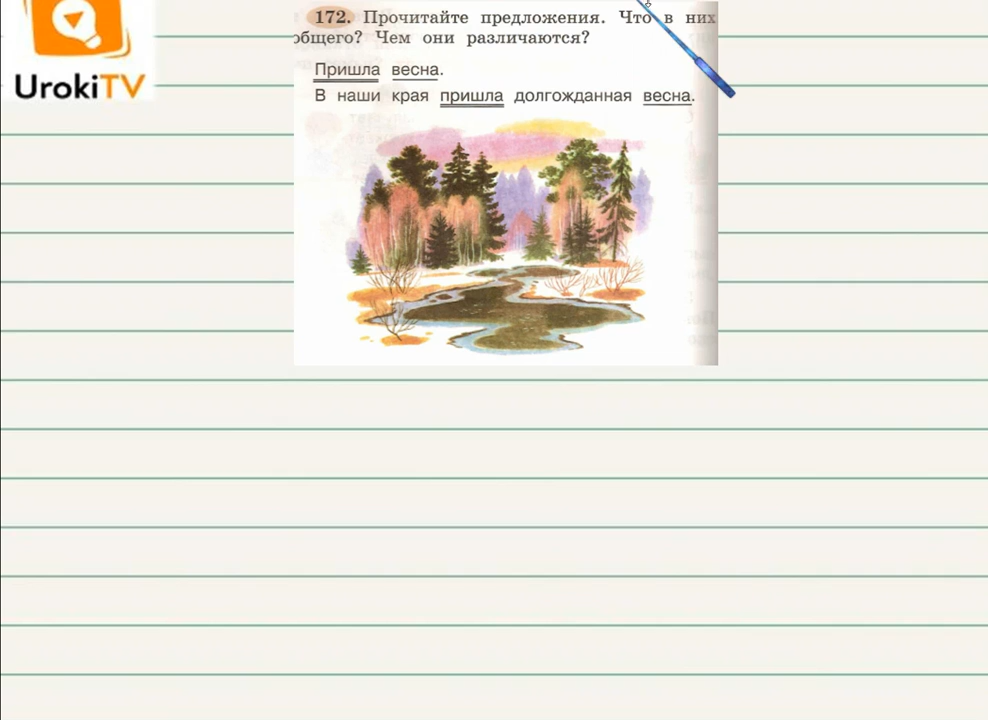 UrokiTV
172. Прочитайте предложения. Что в них
общего? Чем они различаются?
Пришла весна.
В наши края пришла долгожданная весна.